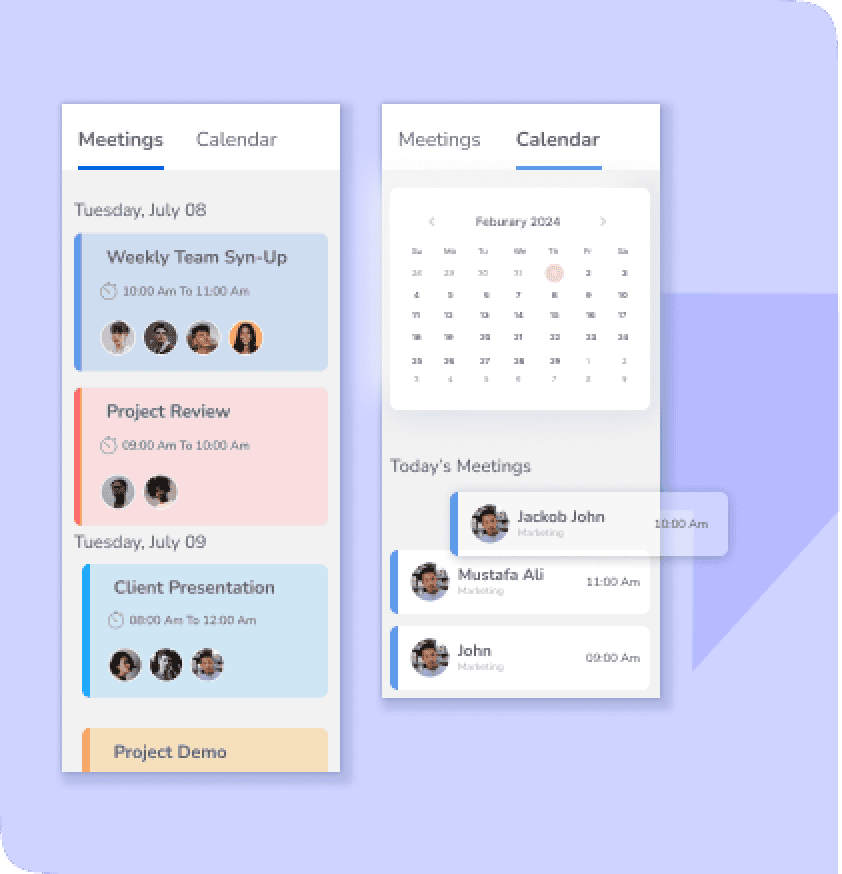 Meetings Calendar
Tuesday, July 08
Weekly Team Syn-Up
10:00 Am To 11:00 Am
Project Review
09:00 Am To 10:00 Am
Tuesday, July 09
Client Presentation
08:00 Am To 12:00 Am
Project Demo
Meetings Calendar
Feburary 2024
Su Mo Tu We Th Fr Sa
28 29 30 31 2 3
4 5 6 7 8 9 10
11 12 13 14 15 16 17
18 19 20 21 22 23 24
25 26 27 28 29 1 2
3 4 5 6 7 8 9
Today's Meetings
Jackob John
Marketing
10:00 Am
Mustafa Ali
Marketing
11:00 Am
John
Marketing
09:00 Am